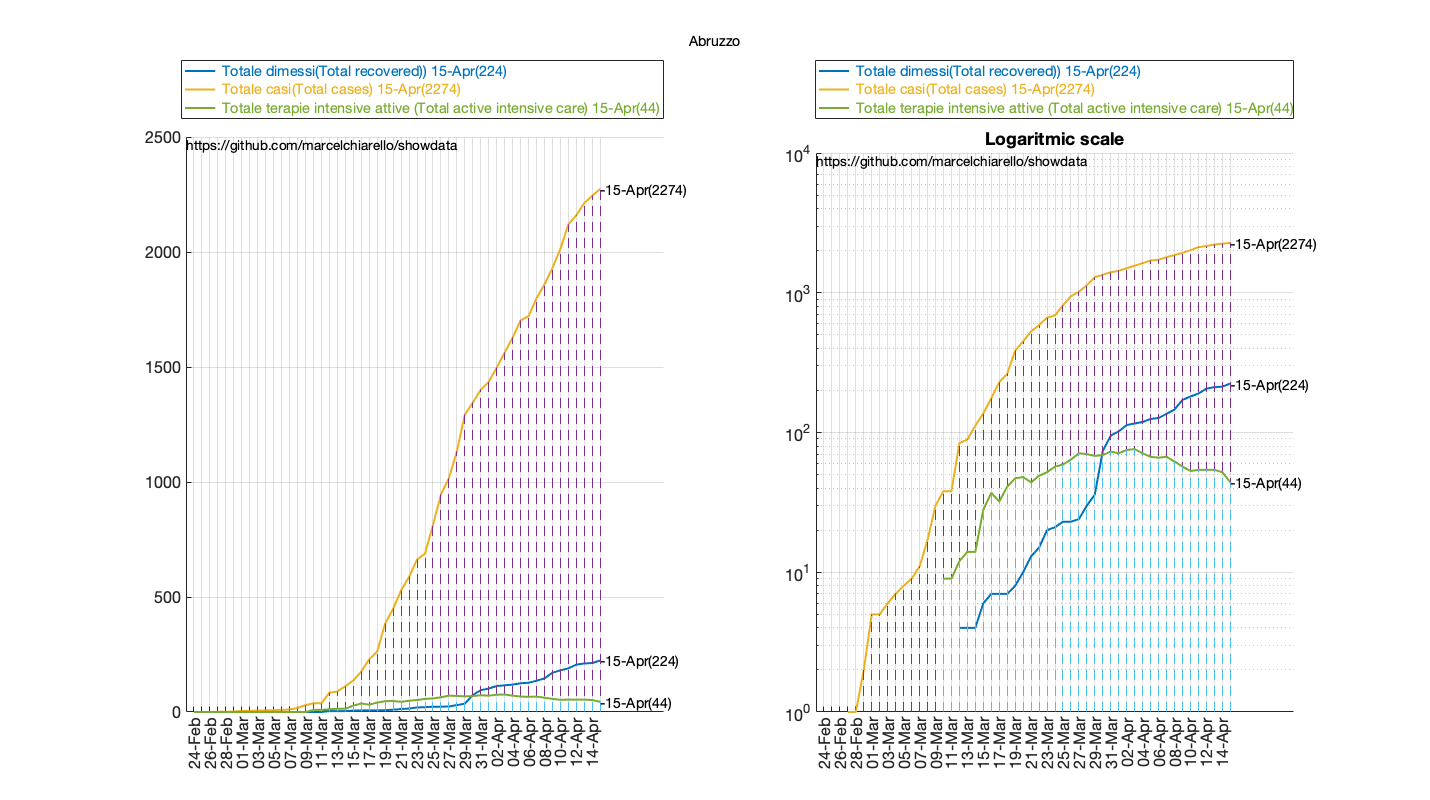 Abruzzo
Totale dimessi(Total recovered)) 15-Apr(224)
Totale casi(Total cases) 15-Apr(2274)
Totale terapie intensive attive (Total active intensive care) 15-Apr(44)
https://github.com/marcelchiarello/showdata
2500
2000
1500
1000
500
0
15-Apr(2274)
15-Apr(224)
15-Apr(44)
24-Feb
26-Feb
28-Feb
01-Mar
03-Mar
05-Mar
07-Mar
09-Mar
11-Mar
13-Mar
15-Mar
17-Mar
19-Mar
21-Mar
23-Mar
25-Mar
27-Mar
29-Mar
31-Mar
02-Apr
04-Apr
06-Apr
08-Apr
10-Apr
12-Apr
14-Apr
Totale dimessi(Total recovered)) 15-Apr(224)
Totale casi(Total cases) 15-Apr(2274)
Totale terapie intensive attive (Total active intensive care) 15-Apr(44)
Logaritmic scale
https://github.com/marcelchiarello/showdata
10⁴
10³
10²
10¹
10⁰
15-Apr(2274)
15-Apr(224)
15-Apr(44)
24-Feb
26-Feb
28-Feb
01-Mar
03-Mar
05-Mar
07-Mar
09-Mar
11-Mar
13-Mar
15-Mar
17-Mar
19-Mar
21-Mar
23-Mar
25-Mar
27-Mar
29-Mar
31-Mar
02-Apr
04-Apr
06-Apr
08-Apr
10-Apr
12-Apr
14-Apr